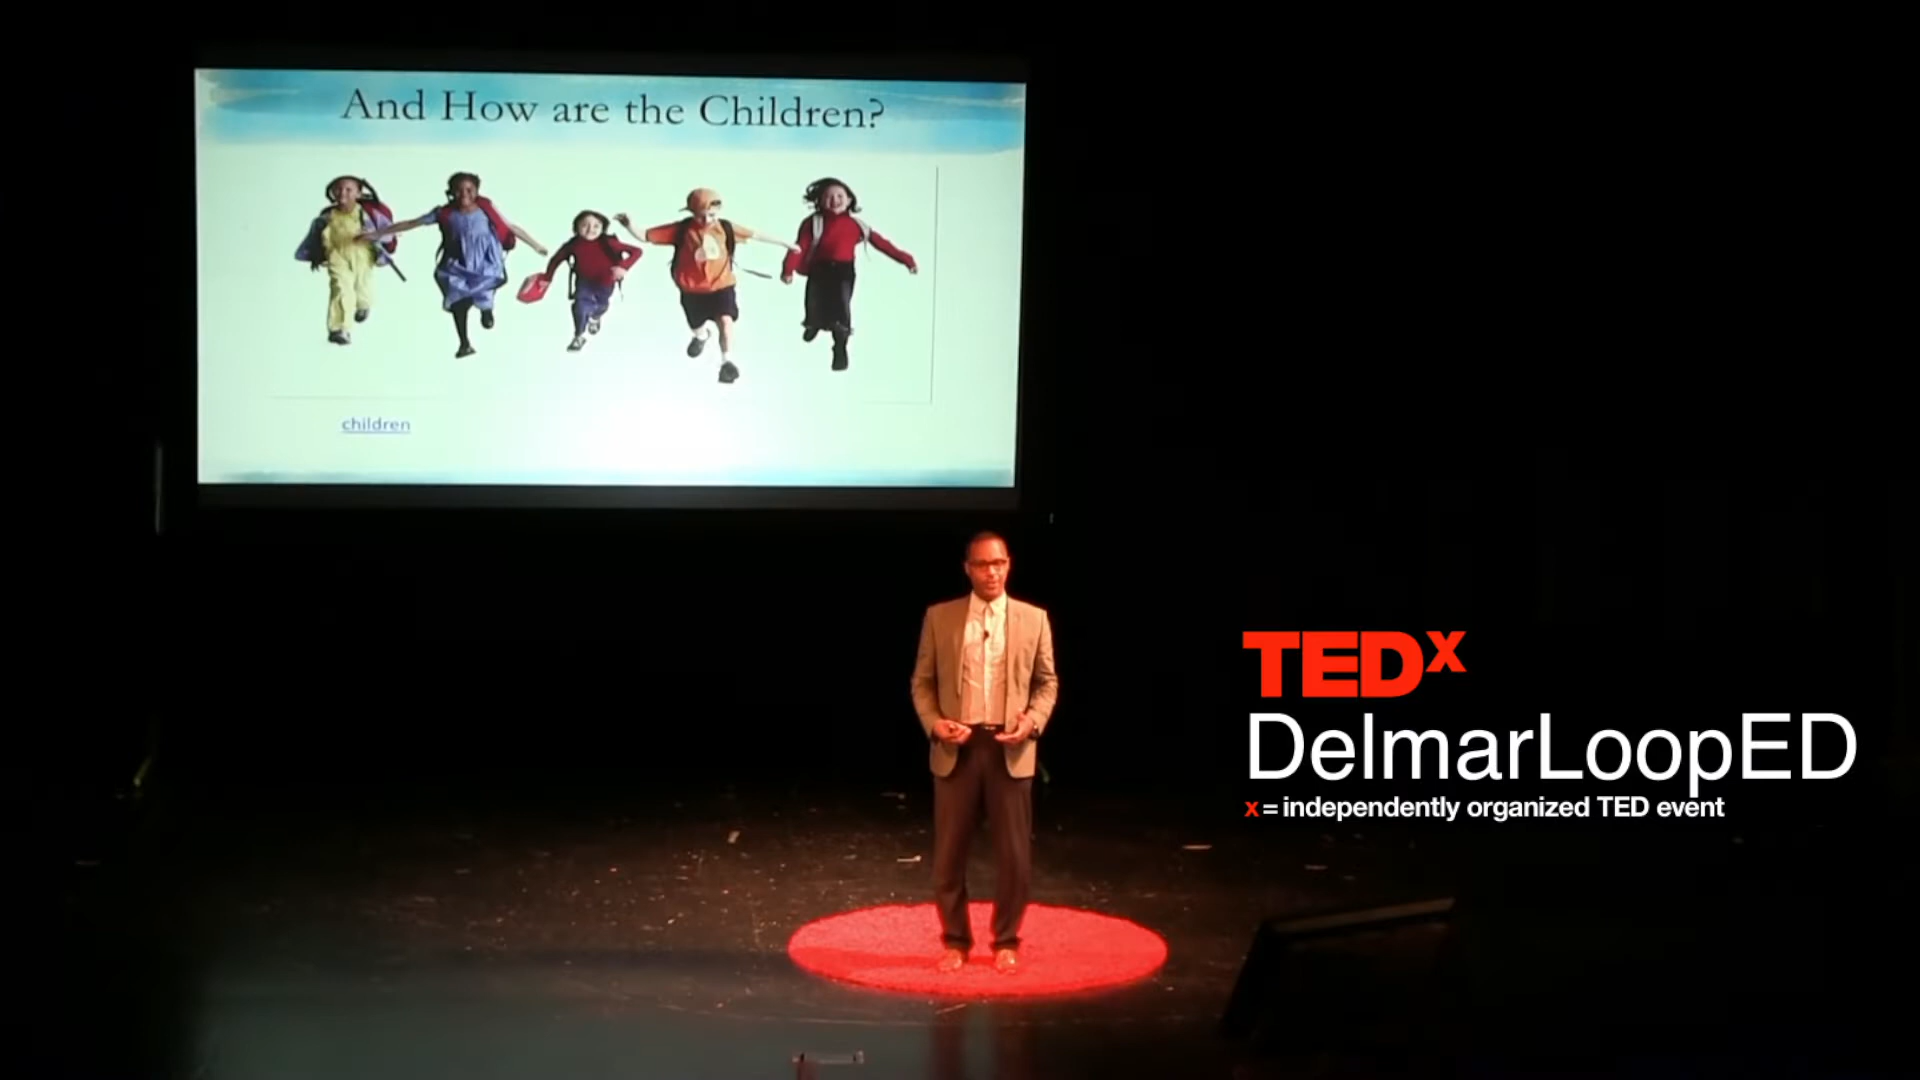 And How are the Children?
children
TEDx
DelmarLoopED
x = independently organized TED event